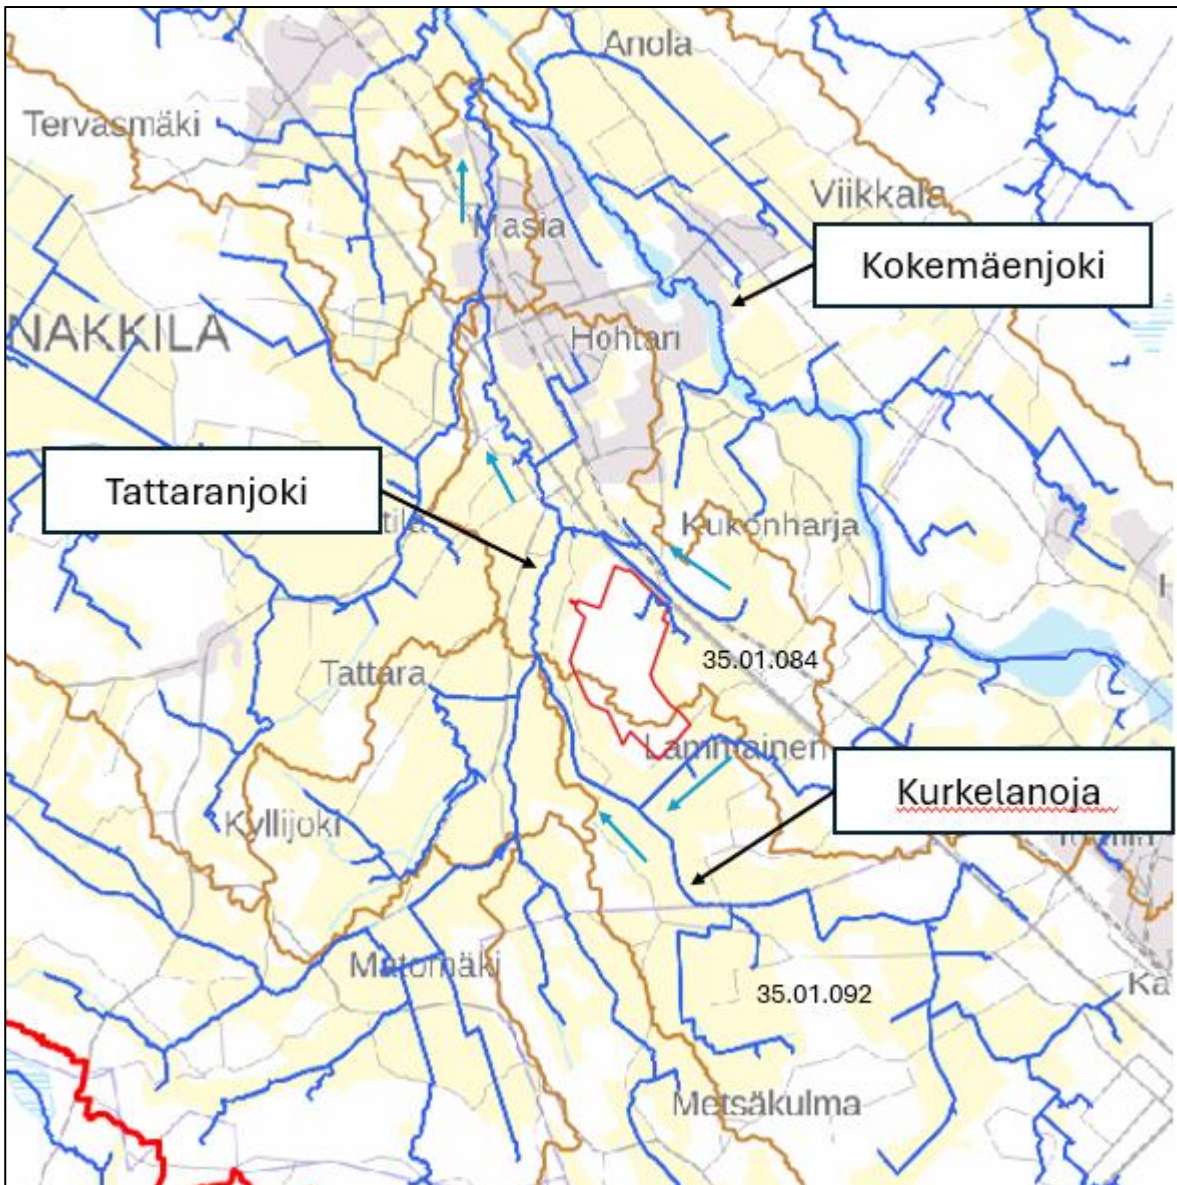 Anola
Tervasmäki
Viikkala
Masia
Kokemäenjoki
NAKKILA
Hohtari
Tattaranjoki
Kukonharja
35.01.084
Tattara
Lammainen
Kurkelanoja
Kyllijoki
Matomäki
35.01.092
Ka
Metsäkulma